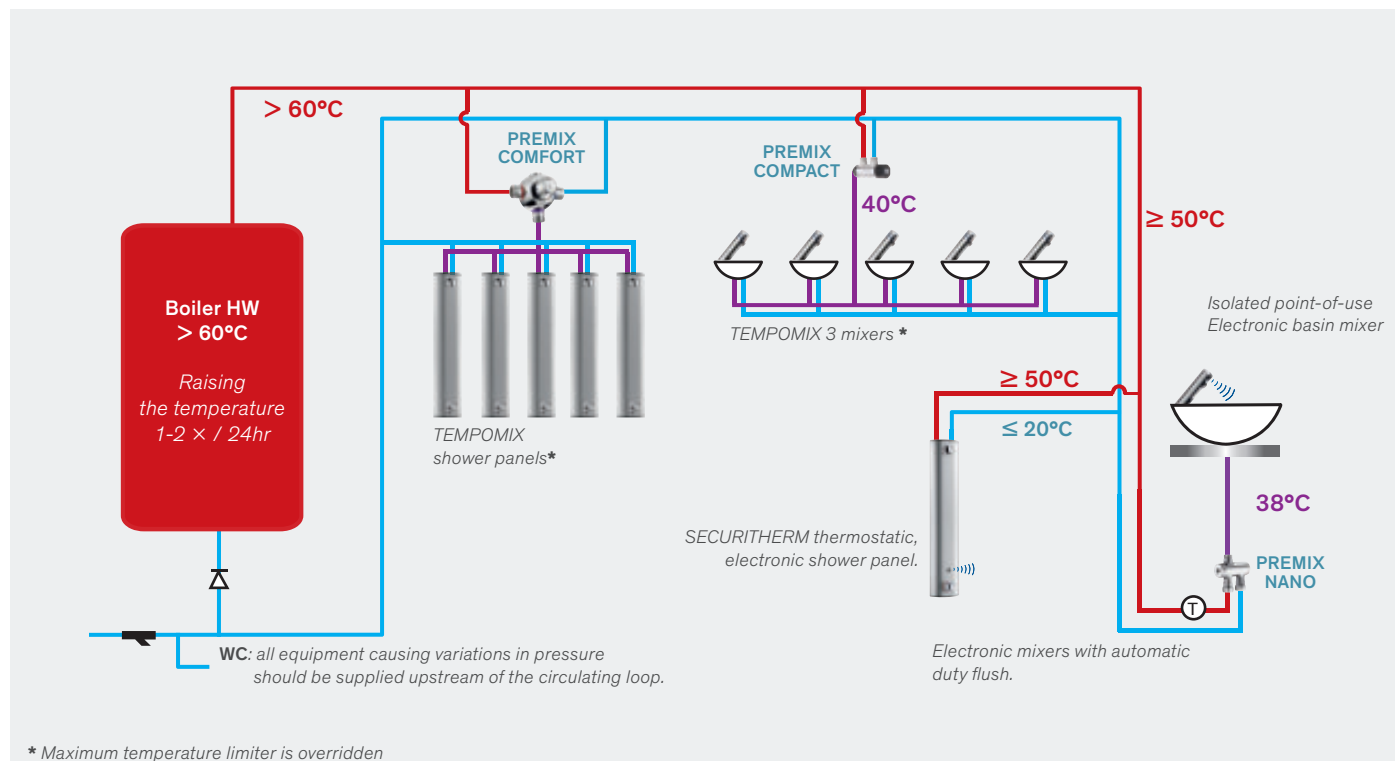 > 60°C
PREMIX
COMFORT
PREMIX
COMPACT
40°C
≥ 50°C
Boiler HW
> 60°C
Raising
the temperature
1-2 × / 24hr
Isolated point-of-use
Electronic basin mixer
TEMPOMIX 3 mixers *
≥ 50°C
≤ 20°C
TEMPOMIX
shower panels*
38°C
SECURITHERM thermostatic,
electronic shower panel.
PREMIX
NANO
T
WC: all equipment causing variations in pressure
should be supplied upstream of the circulating loop.
Electronic mixers with automatic
duty flush.
* Maximum temperature limiter is overridden